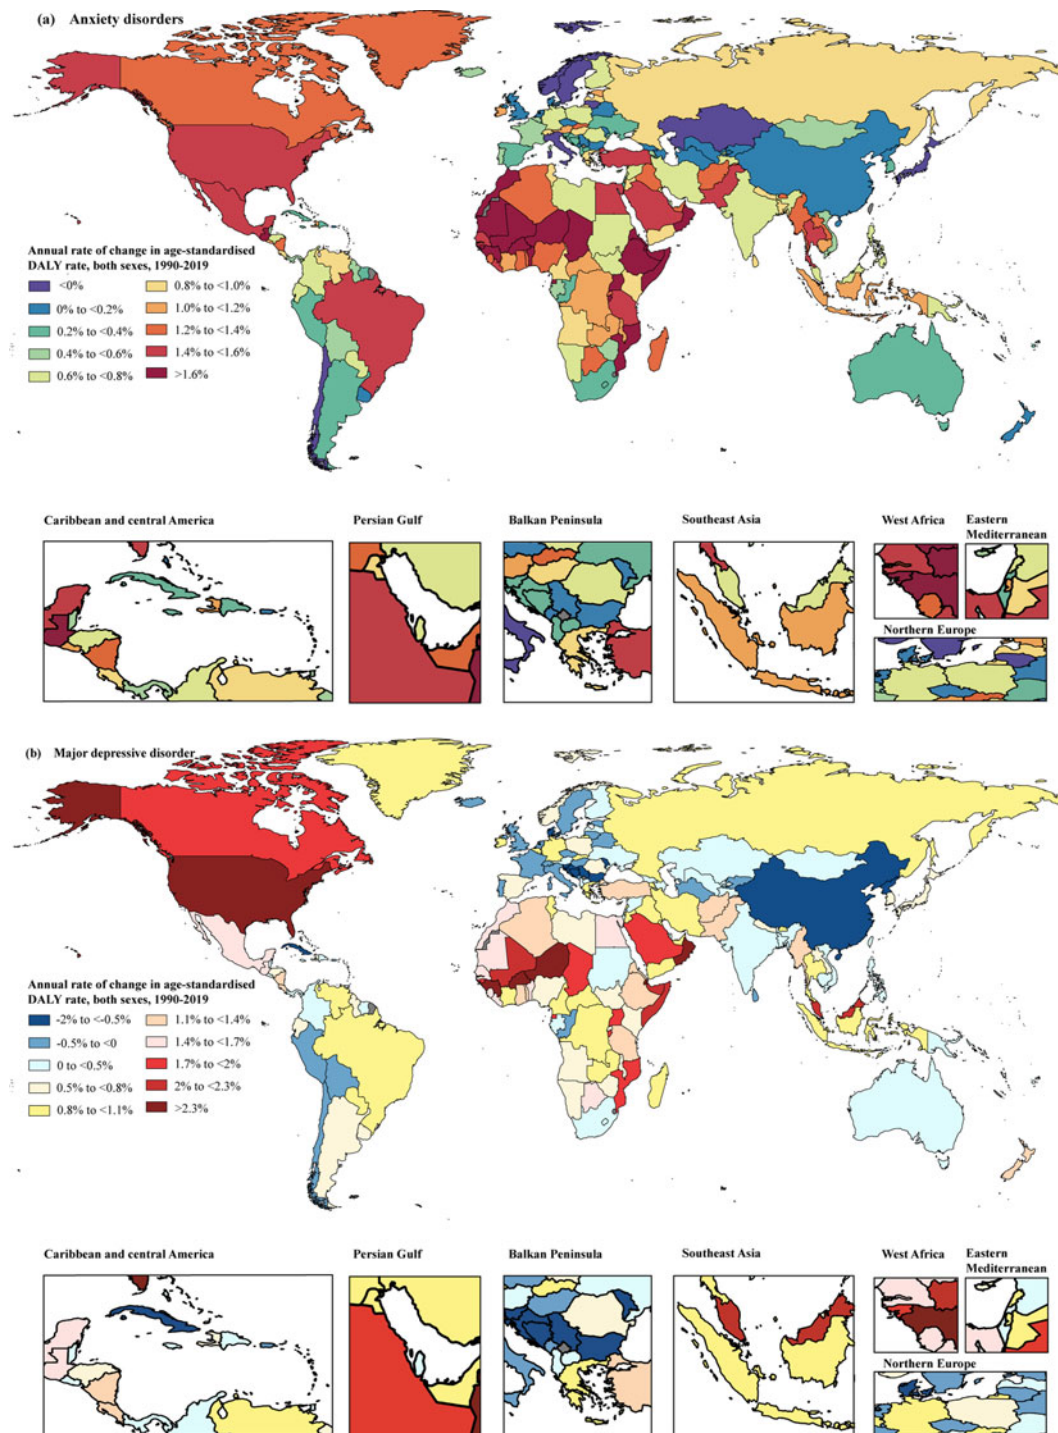 (a) Anxiety disorders
Annual rate of change in age-standardised
DALY rate, both sexes, 1990-2019
<0%
0% to <0.2%
0.2% to <0.4%
0.4% to <0.6%
0.6% to <0.8%
0.8% to <1.0%
1.0% to <1.2%
1.2% to <1.4%
1.4% to <1.6%
>1.6%
Caribbean and central America
Persian Gulf
Balkan Peninsula
Southeast Asia
West Africa
Eastern
Mediterranean
Northern Europe
(b) Major depressive disorder
Annual rate of change in age-standardised
DALY rate, both sexes, 1990-2019
-2% to <-0.5%
-0.5% to <0
0 to <0.5%
0.5% to <0.8%
0.8% to <1.1%
1.1% to <1.4%
1.4% to <1.7%
1.7% to <2%
2% to <2.3%
>2.3%
Caribbean and central America
Persian Gulf
Balkan Peninsula
Southeast Asia
West Africa
Eastern
Mediterranean
Northern Europe